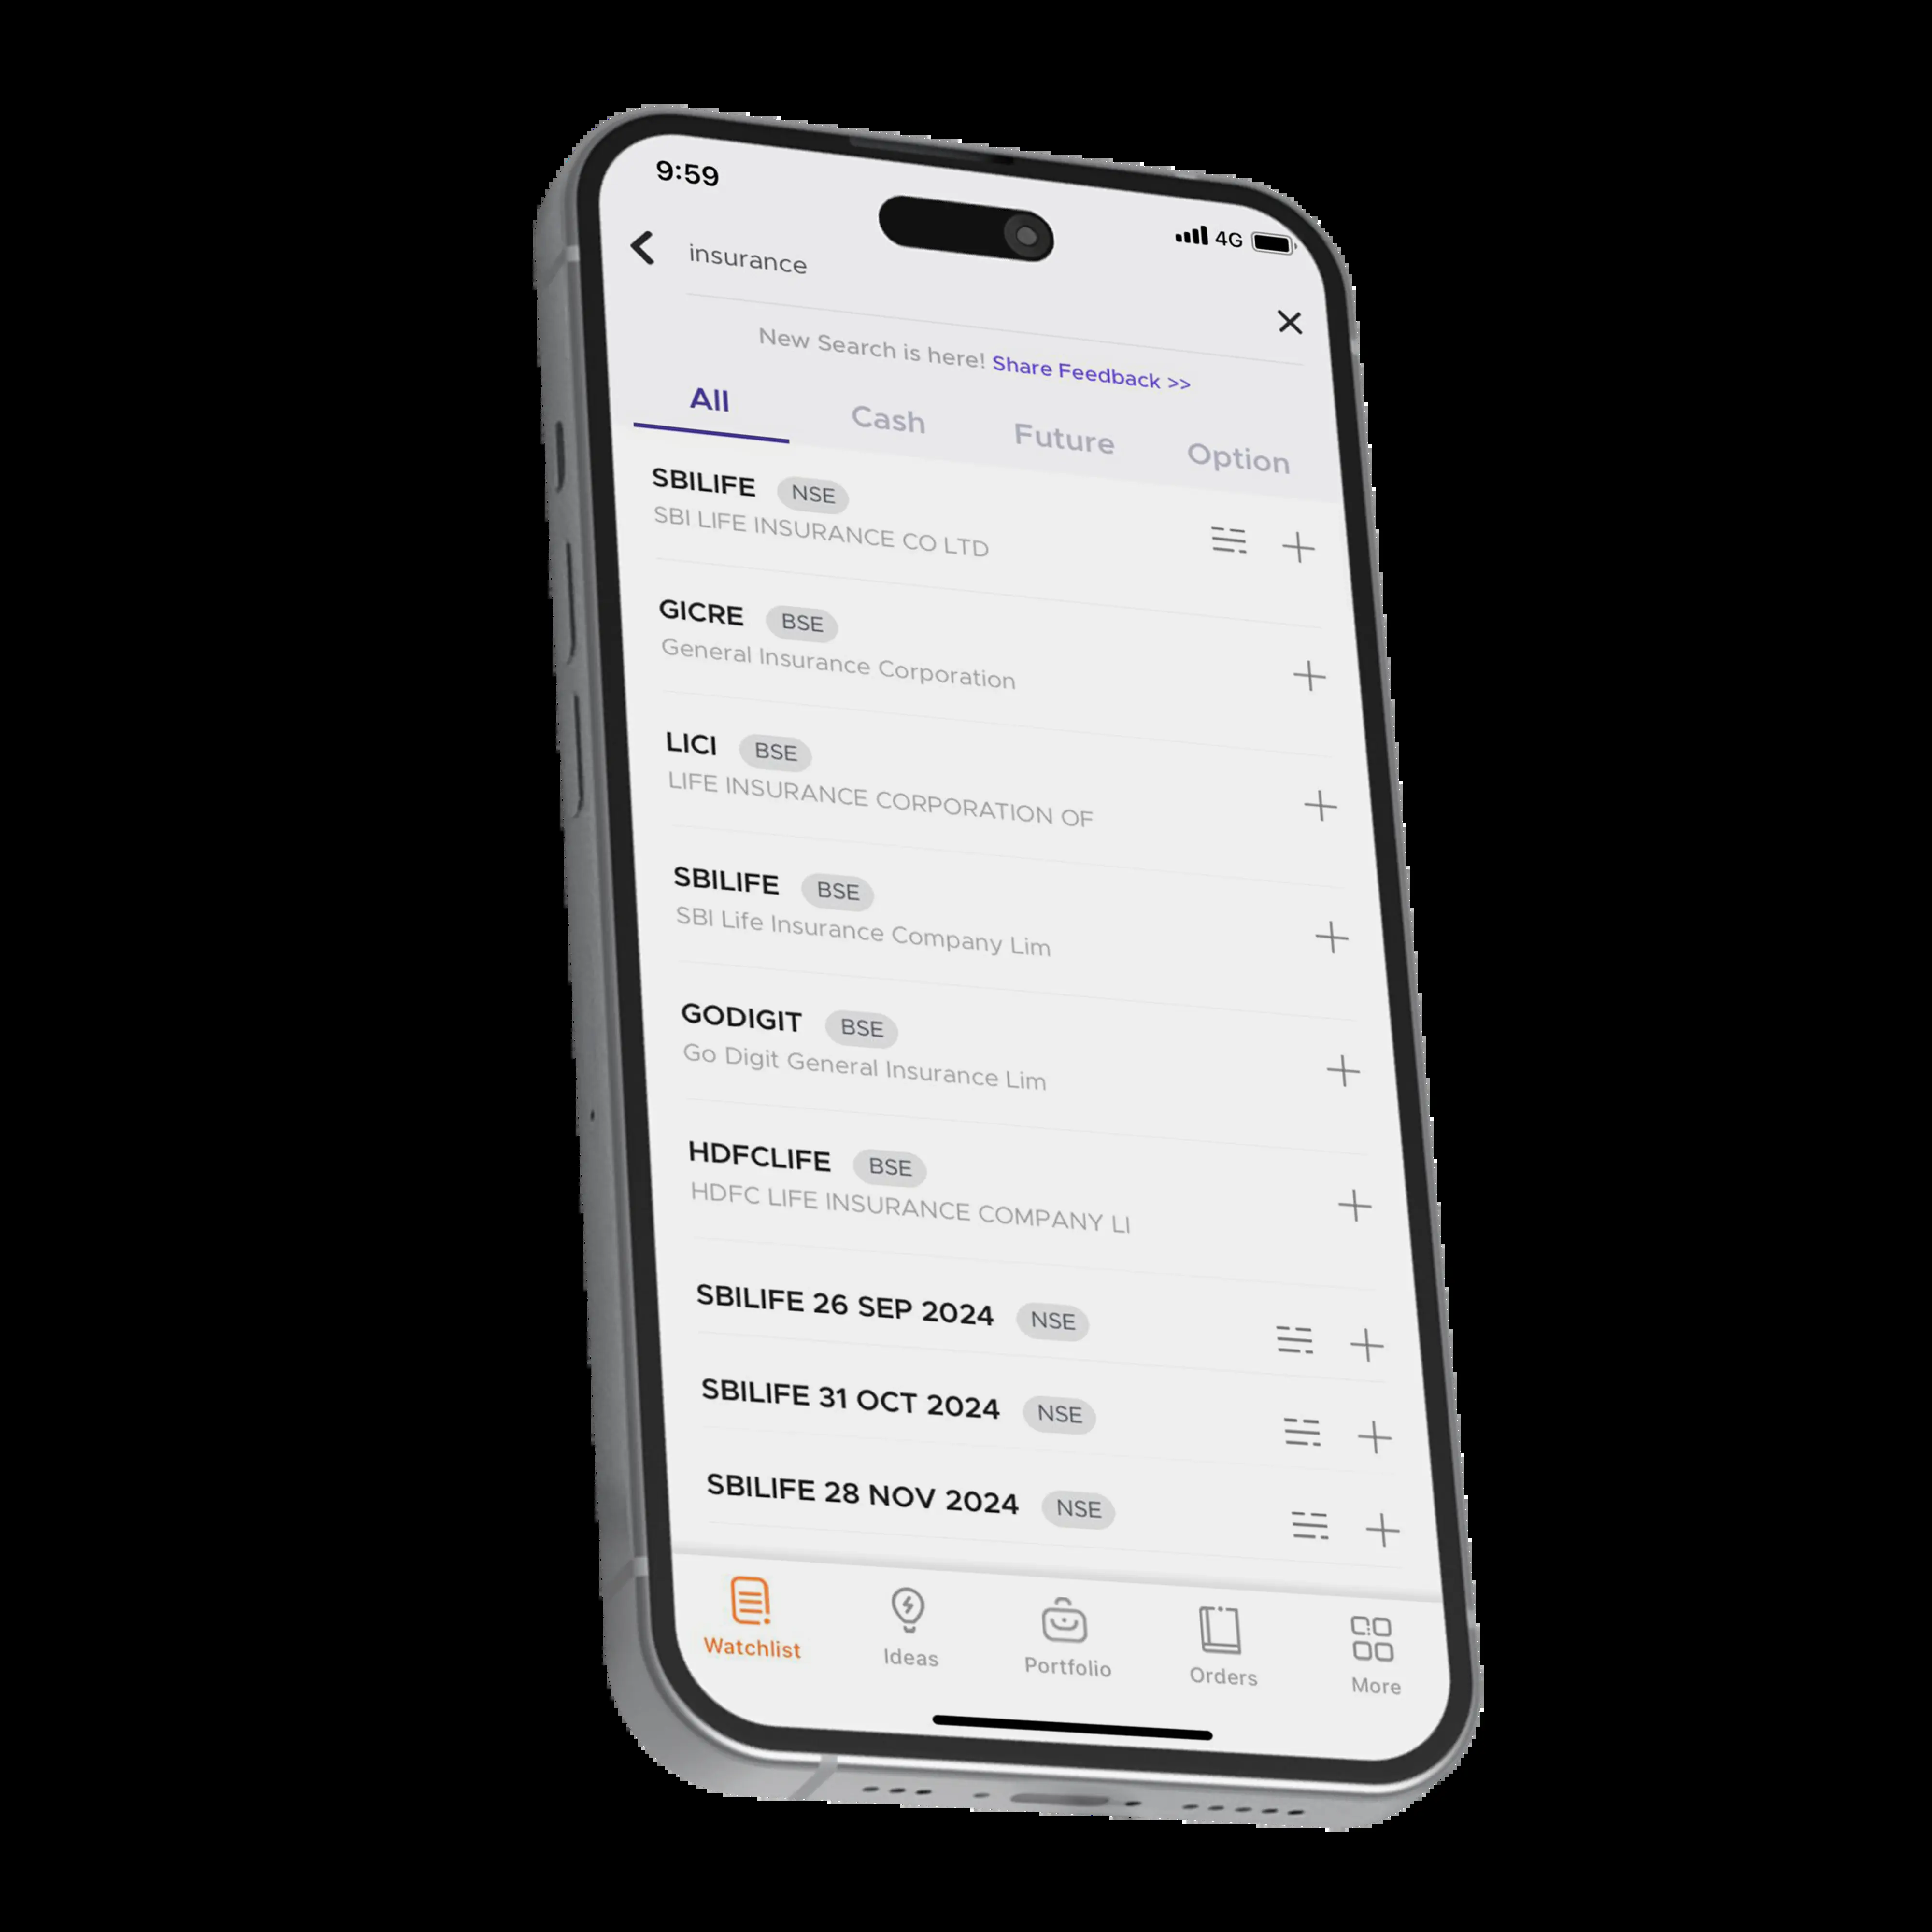 9:59
4G
insurance
New Search is here! Share Feedback >>
All Cash Future Option
SBILIFE NSE
SBI LIFE INSURANCE CO LTD
GICRE BSE
General Insurance Corporation
LICI BSE
LIFE INSURANCE CORPORATION OF
SBILIFE BSE
SBI Life Insurance Company Lim
GODIGIT BSE
Go Digit General Insurance Lim
HDFCLIFE BSE
HDFC LIFE INSURANCE COMPANY LI
SBILIFE 26 SEP 2024 NSE
SBILIFE 31 OCT 2024 NSE
SBILIFE 28 NOV 2024 NSE
Watchlist Ideas Portfolio Orders More